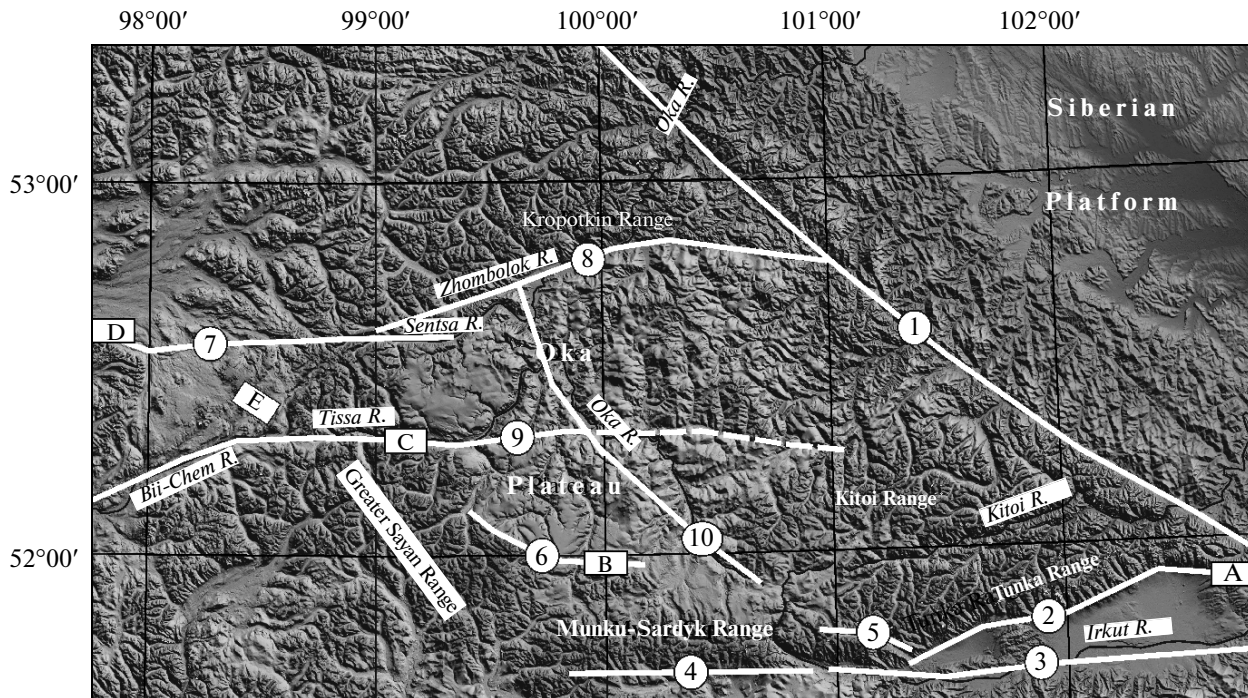 98°00′ 99°00′ 100°00′ 101°00′ 102°00′
Oka R.
Siberian
53°00′
Platform
Kropotkin Range
8
Zhombolok R.
Sentsa R.
D
7
1
Oka
E
Tissa R.
Oka R.
C
9
Bii-Chem R.
Plateau
Greater Sayan Range
Kitoi Range
Kitoi R.
10
52°00′
6
B
A
Tunka Range
2
Munku-Sardyk Range
5
Irkut R.
3
4